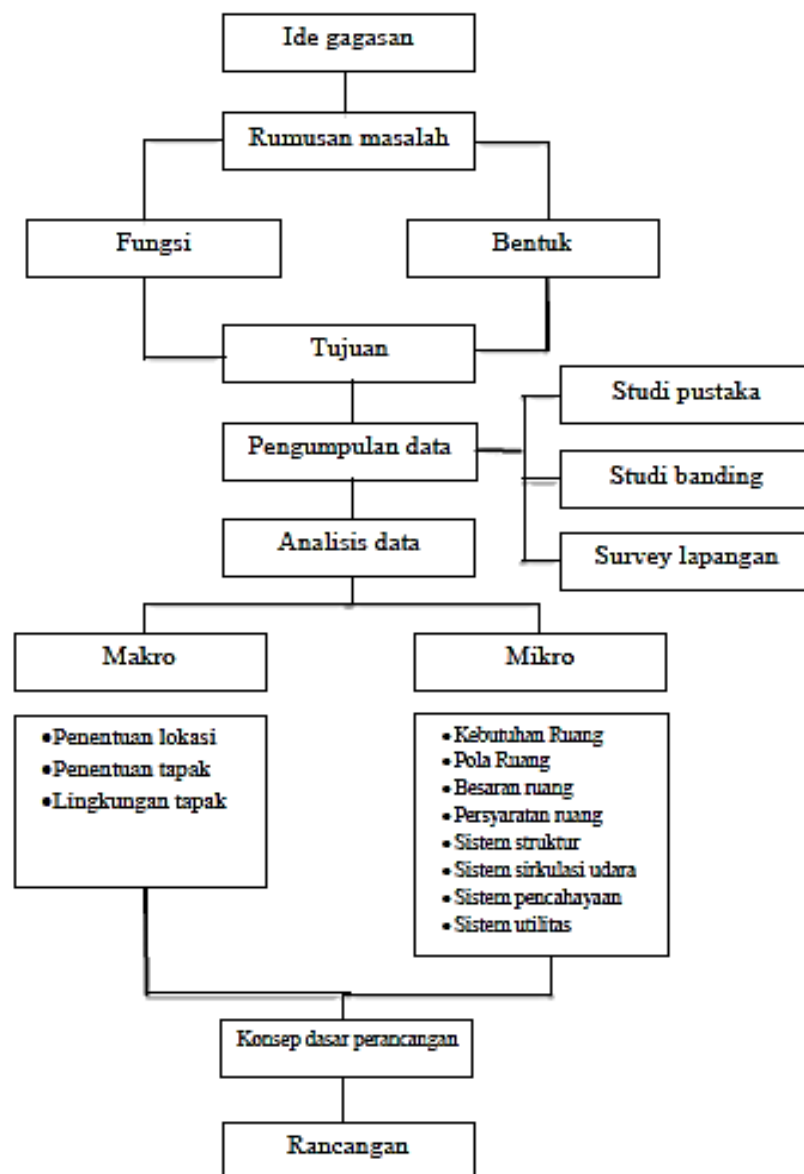 Ide gagasan
Rumusan masalah
Fungsi
Bentuk
Tujuan
Pengumpulan data
Studi pustaka
Studi banding
Survey lapangan
Analisis data
Makro
Mikro
•Penentuan lokasi
•Penentuan tapak
•Lingkungan tapak
•Kebutuhan Ruang
•Pola Ruang
•Besaran ruang
•Persyaratan ruang
•Sistem struktur
•Sistem sirkulasi udara
•Sistem pencahayaan
•Sistem utilitas
Konsep dasar perancangan
Rancangan